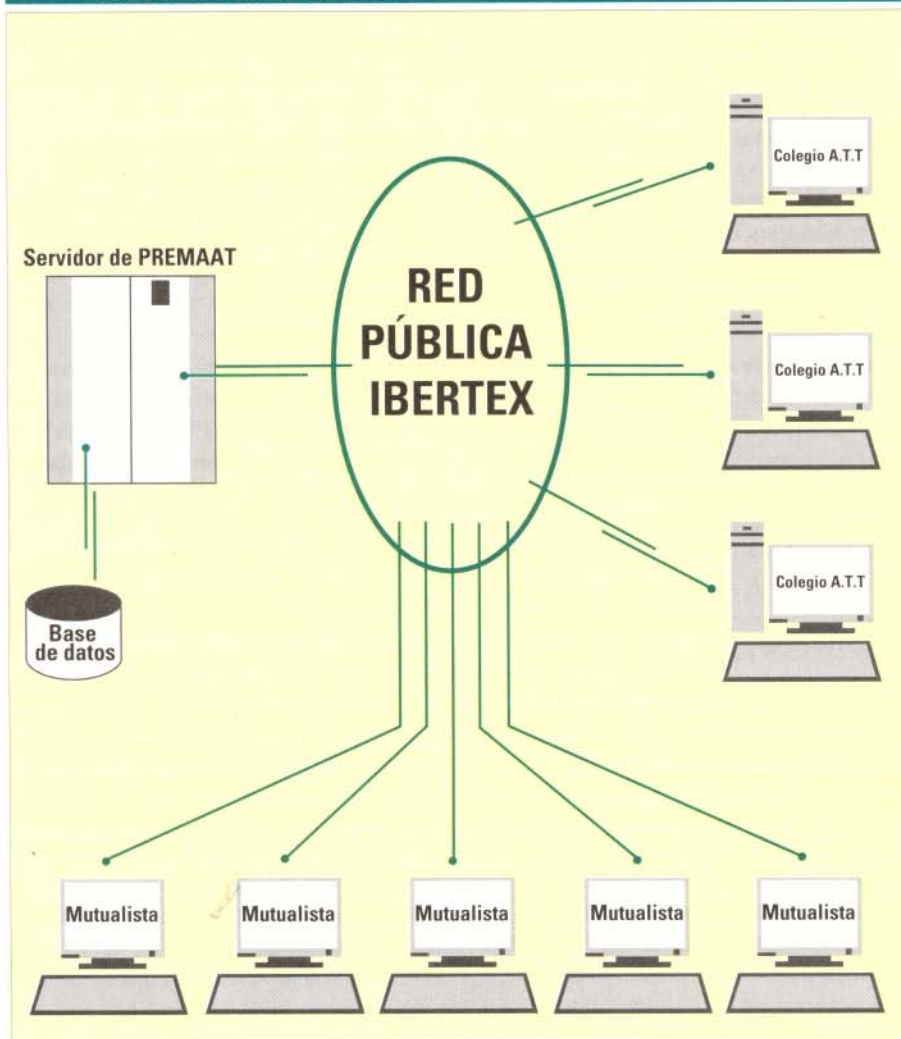 Colegio A.T.T
Servidor de PREMAAT
RED
PÚBLICA
IBERTEX
Colegio A.T.T
Colegio A.T.T
Base
de datos
Mutualista
Mutualista
Mutualista
Mutualista
Mutualista